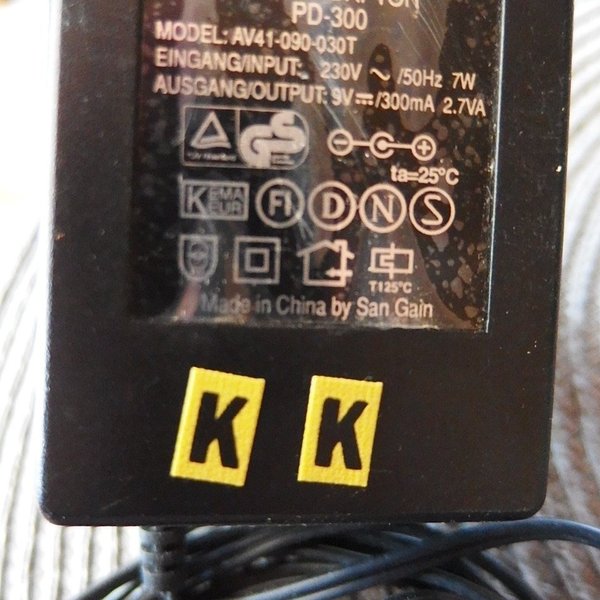 PD-300
MODEL: AV41-090-030T
EINGANG/INPUT: 230V ~ /50Hz 7W
AUSGANG/OUTPUT: 9V⎓/300mA 2.7VA
GS
ta=25°C
KEMA EUR FI D N S
T125°C
Made in China by San Gain
K K